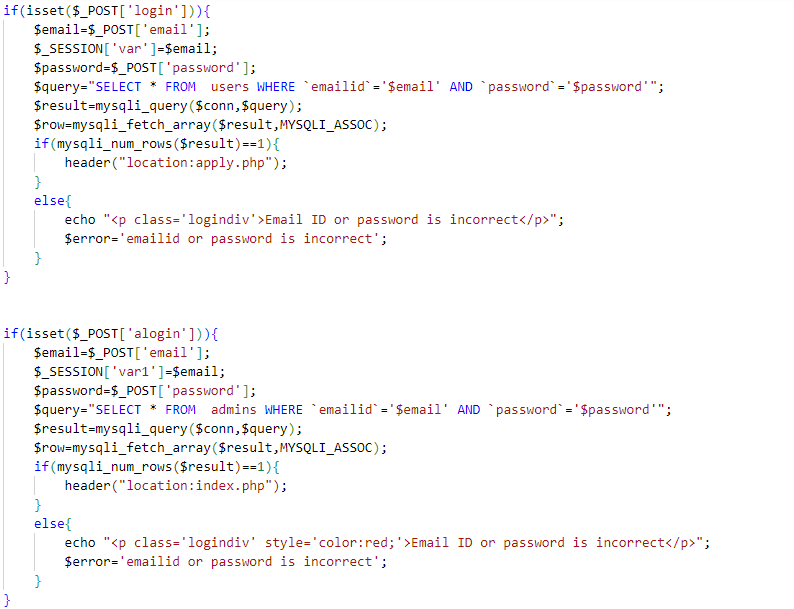 if(isset($_POST['login'])){
$email=$_POST['email'];
$_SESSION['var']=$email;
$password=$_POST['password'];
$query="SELECT * FROM  users WHERE `emailid`='$email' AND `password`='$password'";
$result=mysqli_query($conn,$query);
$row=mysqli_fetch_array($result,MYSQLI_ASSOC);
if(mysqli_num_rows($result)==1){
header("location:apply.php");
}
else{
echo "<p class='logindiv'>Email ID or password is incorrect</p>";
$error='emailid or password is incorrect';
}
}
if(isset($_POST['alogin'])){
$email=$_POST['email'];
$_SESSION['var1']=$email;
$password=$_POST['password'];
$query="SELECT * FROM  admins WHERE `emailid`='$email' AND `password`='$password'";
$result=mysqli_query($conn,$query);
$row=mysqli_fetch_array($result,MYSQLI_ASSOC);
if(mysqli_num_rows($result)==1){
header("location:index.php");
}
else{
echo "<p class='logindiv' style='color:red;'>Email ID or password is incorrect</p>";
$error='emailid or password is incorrect';
}
}